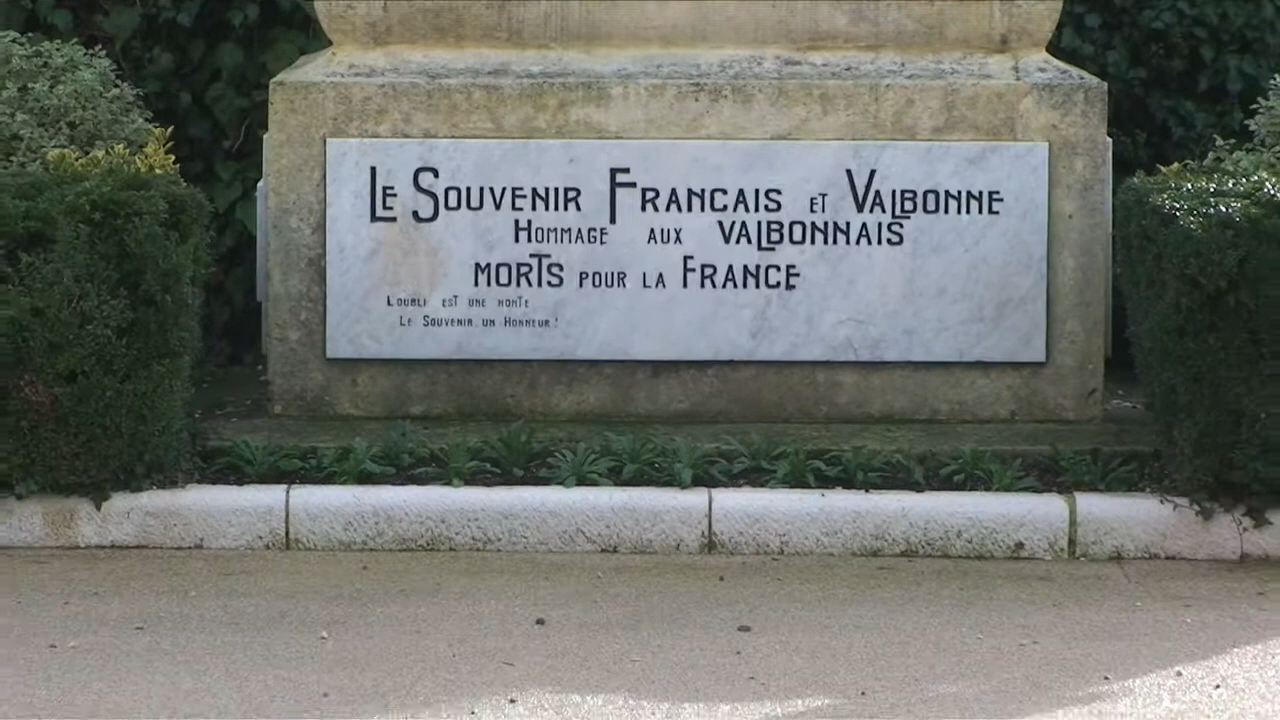 Le Souvenir Francais et Valbonne
Hommage aux Valbonnais
morts pour la France
Loubli est une honte
Le Souvenir un Honneur!